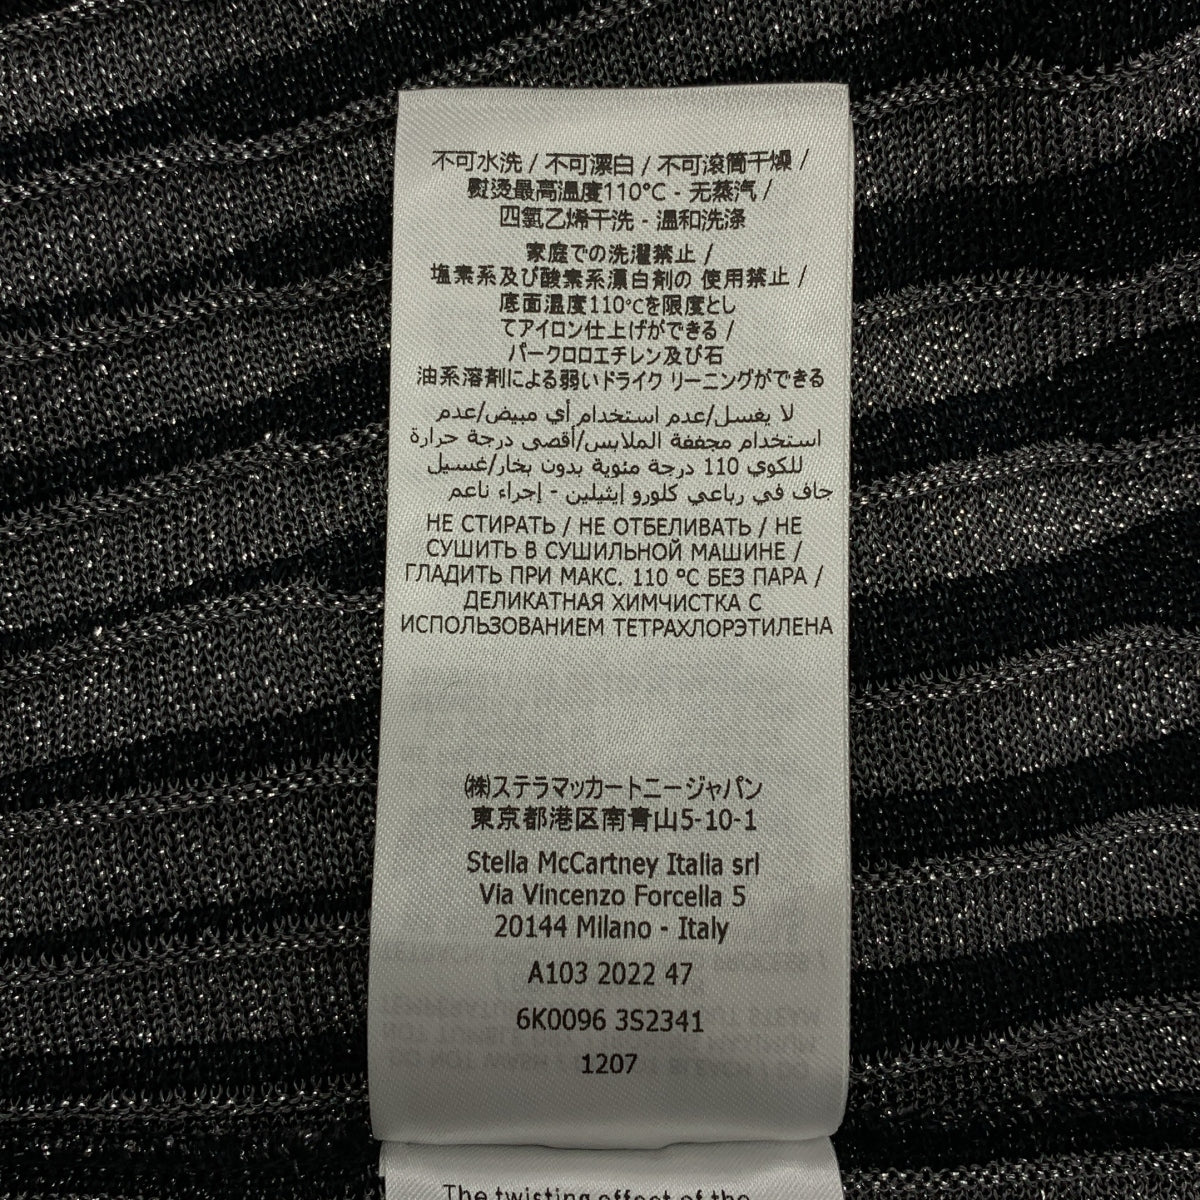 不可水洗 / 不可漂白 / 不可滚筒干燥 /
熨烫最高温度110°C - 无蒸汽 /
四氯乙烯干洗 - 温和洗涤
家庭での洗濯禁止 /
塩素系及び酸素系漂白剤の 使用禁止 /
底面温度110°Cを限度とし
てアイロン仕上げができる /
パークロロエチレン及び石
油系溶剤による弱いドライク リーニングができる
لا يغسل/عدم استخدام أي مبيض/عدم
استخدام مجففة الملابس/أقصى درجة حرارة
للكوي 110 درجة مئوية بدون بخار/غسيل
جاف في رباعي كلورو إيثيلين - إجراء ناعم
НЕ СТИРАТЬ / НЕ ОТБЕЛИВАТЬ / НЕ
СУШИТЬ В СУШИЛЬНОЙ МАШИНЕ /
ГЛАДИТЬ ПРИ МАКС. 110 °C БЕЗ ПАРА /
ДЕЛИКАТНАЯ ХИМЧИСТКА С
ИСПОЛЬЗОВАНИЕМ ТЕТРАХЛОРЭТИЛЕНА
㈱ステラマッカートニージャパン
東京都港区南青山5-10-1
Stella McCartney Italia srl
Via Vincenzo Forcella 5
20144 Milano - Italy
A103 2022 47
6K0096 3S2341
1207
The twisting effect of the